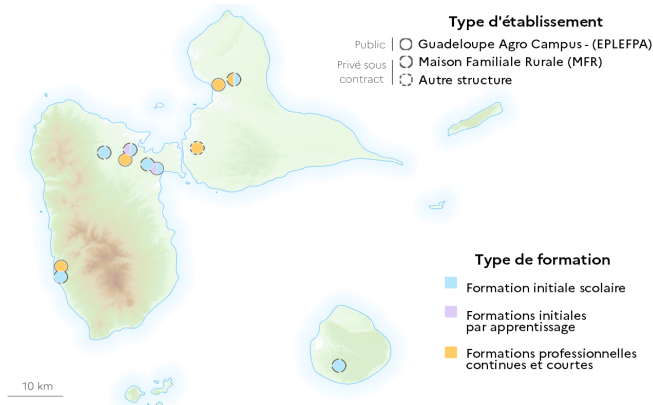 Type d'établissement
Public
Guadeloupe Agro Campus - (EPLEFPA)
Privé sous
contract
Maison Familiale Rurale (MFR)
Autre structure
Type de formation
Formation initiale scolaire
Formations initiales
par apprentissage
Formations professionnelles
continues et courtes
10 km